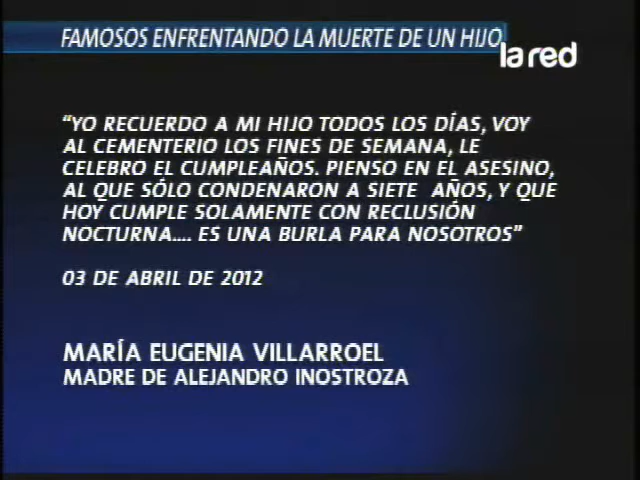 FAMOSOS ENFRENTANDO LA MUERTE DE UN HIJO
la red
"YO RECUERDO A MI HIJO TODOS LOS DÍAS, VOY
AL CEMENTERIO LOS FINES DE SEMANA, LE
CELEBRO EL CUMPLEAÑOS. PIENSO EN EL ASESINO,
AL QUE SÓLO CONDENARON A SIETE AÑOS, Y QUE
HOY CUMPLE SOLAMENTE CON RECLUSIÓN
NOCTURNA.... ES UNA BURLA PARA NOSOTROS"
03 DE ABRIL DE 2012
MARÍA EUGENIA VILLARROEL
MADRE DE ALEJANDRO INOSTROZA